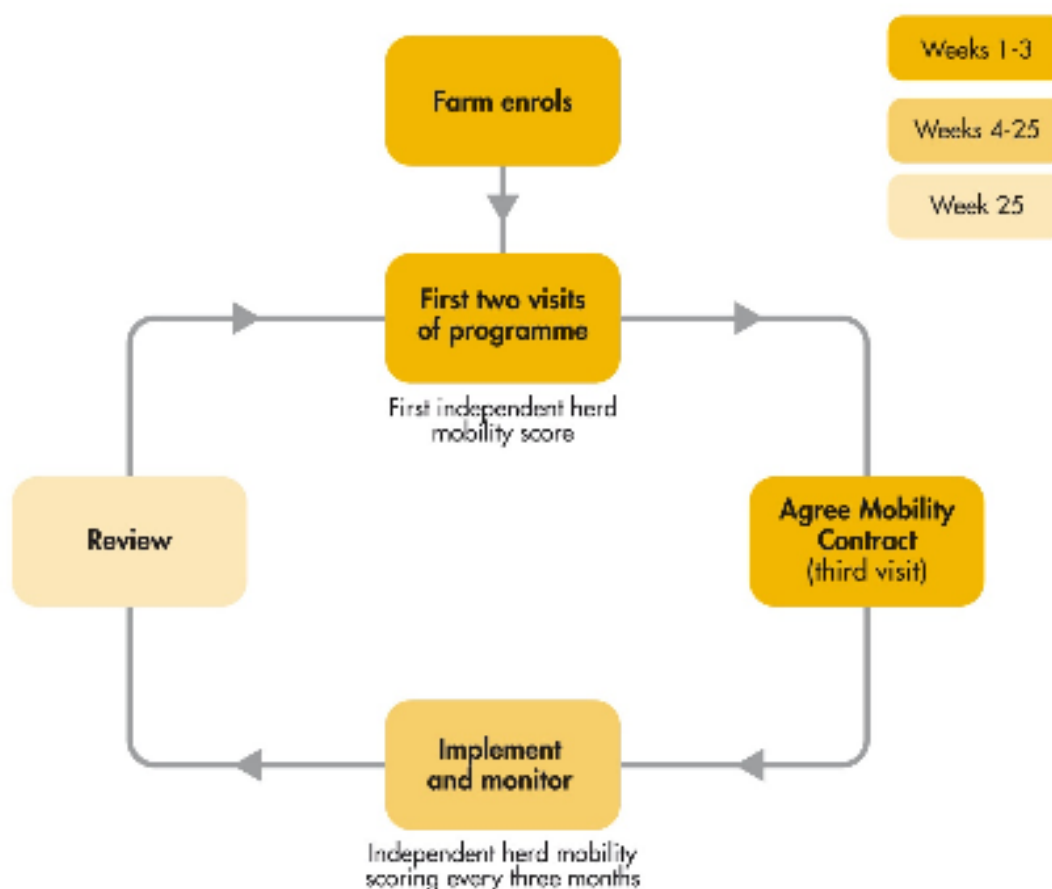 Weeks 1-3
Farm enrols
Weeks 4-25
Week 25
First two visits
of programme
First independent herd
mobility score
Review
Agree Mobility
Contract
(third visit)
Implement
and monitor
Independent herd mobility
scoring every three months